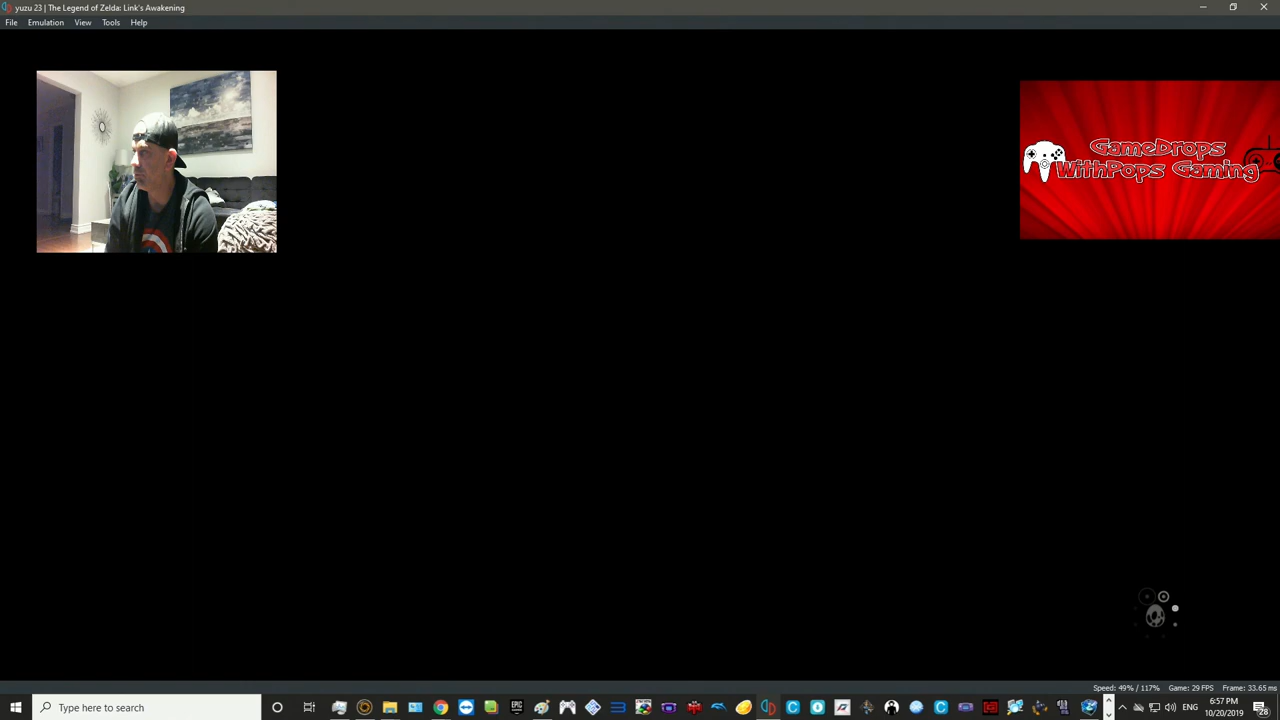 yuzu 23 | The Legend of Zelda: Link's Awakening
File Emulation View Tools Help
GameDrops
WithPops Gaming
Speed: 49% / 117% Game: 29 FPS Frame: 33.65 ms
Type here to search
EPIC
ENG
6:57 PM
10/20/2019